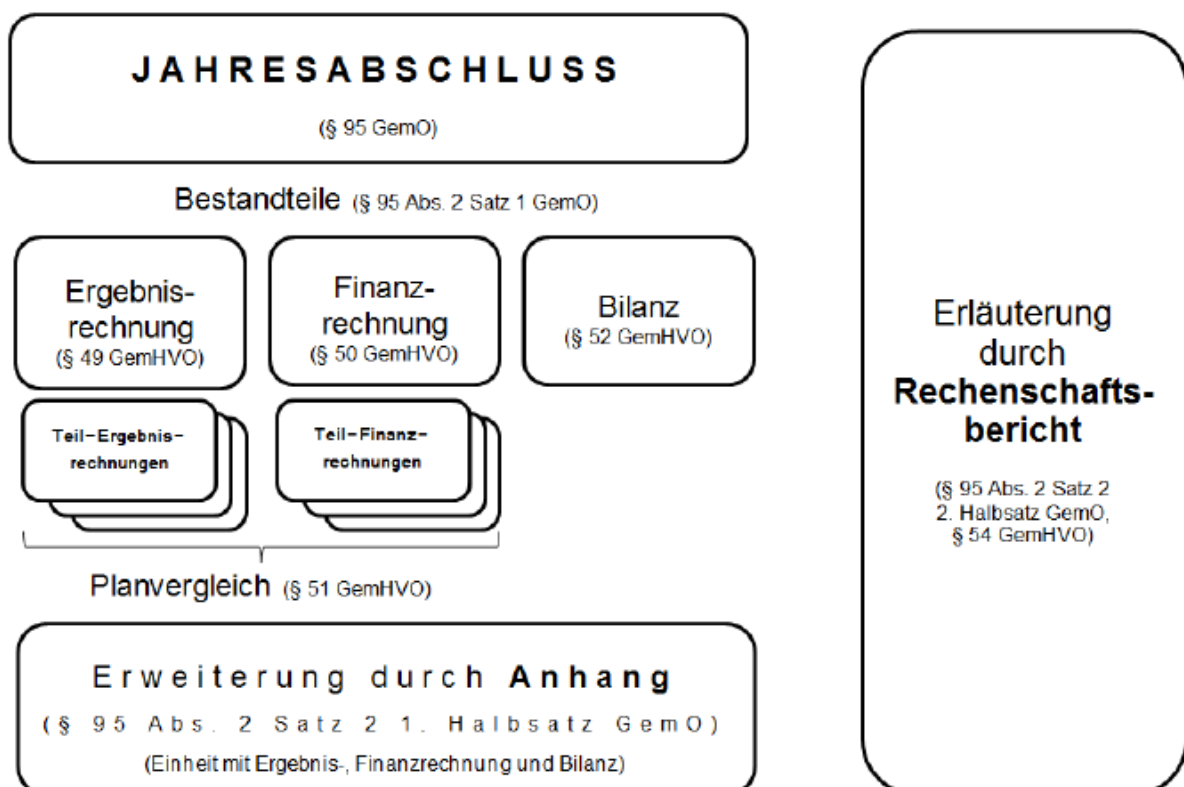 JAHRESABSCHLUSS
(§ 95 GemO)
Bestandteile (§ 95 Abs. 2 Satz 1 GemO)
Ergebnis-
rechnung
(§ 49 GemHVO)
Finanz-
rechnung
(§ 50 GemHVO)
Bilanz
(§ 52 GemHVO)
Teil-Ergebnis-
rechnungen
Teil-Finanz-
rechnungen
Planvergleich (§ 51 GemHVO)
Erweiterung durch Anhang
(§ 95 Abs. 2 Satz 2 1. Halbsatz GemO)
(Einheit mit Ergebnis-, Finanzrechnung und Bilanz)
Erläuterung
durch
Rechenschafts-
bericht
(§ 95 Abs. 2 Satz 2
2. Halbsatz GemO,
§ 54 GemHVO)